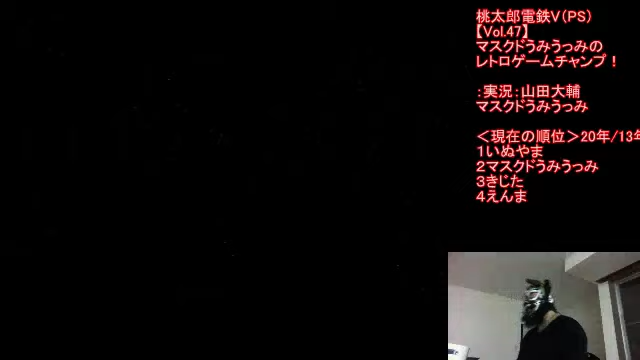 桃太郎電鉄V(PS)
【Vol.47】
マスクドうみうっみの
レトロゲームチャンプ！
：実況：山田大輔
マスクドうみうっみ
＜現在の順位＞20年/13年
1いぬやま
2マスクドうみうっみ
3きじた
4えんま